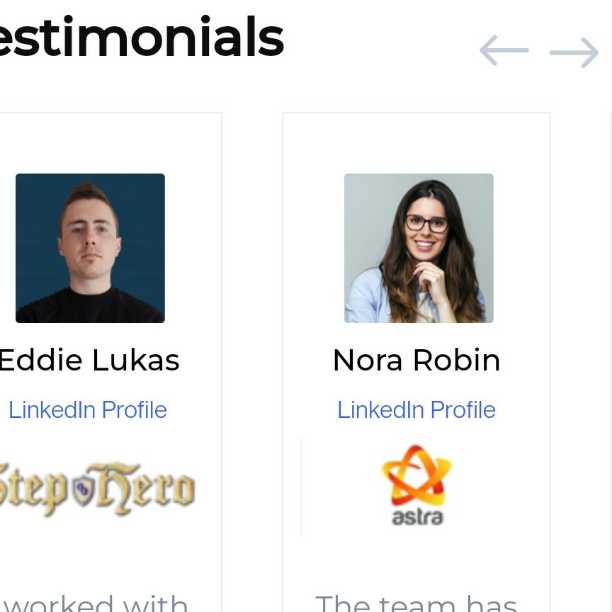 estimonials
Eddie Lukas
LinkedIn Profile
StepHero
worked with
Nora Robin
LinkedIn Profile
astra
The team has